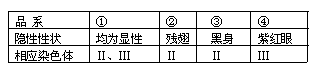 品 系 ① ② ③ ④
隐性性状 均为显性 残翅 黑身 紫红眼
相应染色体 Ⅱ、Ⅲ Ⅱ Ⅱ Ⅲ